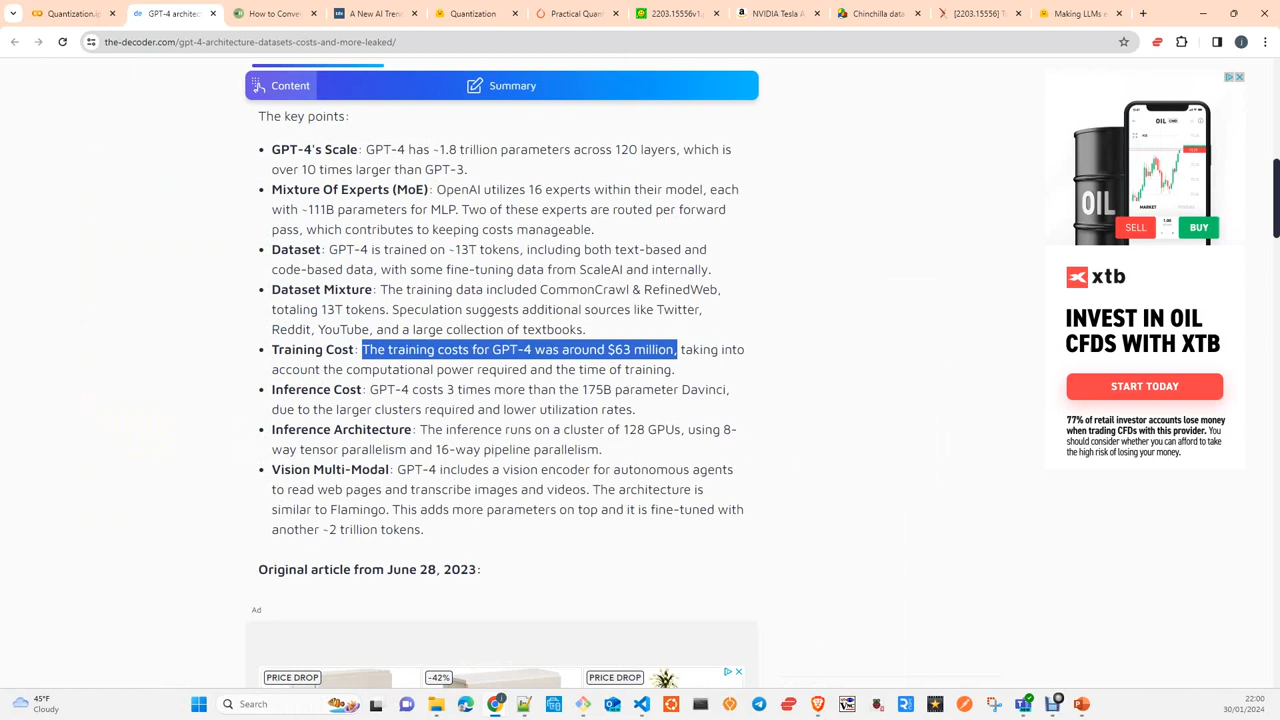 Quantization.ip
GPT-4 architec
How to Conve
A New AI Tren
Quantization
Practical Quan
2203.15556v1.p
NVIDIA Tesla A
Chinchilla data
[2203.15556] T
Making LLMs e
the-decoder.com/gpt-4-architecture-datasets-costs-and-more-leaked/
Content
Summary
The key points:
• GPT-4's Scale: GPT-4 has ~1.8 trillion parameters across 120 layers, which is
over 10 times larger than GPT-3.
• Mixture Of Experts (MoE): OpenAI utilizes 16 experts within their model, each
with ~111B parameters for MLP. Two of these experts are routed per forward
pass, which contributes to keeping costs manageable.
• Dataset: GPT-4 is trained on ~13T tokens, including both text-based and
code-based data, with some fine-tuning data from ScaleAI and internally.
• Dataset Mixture: The training data included CommonCrawl & RefinedWeb,
totaling 13T tokens. Speculation suggests additional sources like Twitter,
Reddit, YouTube, and a large collection of textbooks.
• Training Cost: The training costs for GPT-4 was around $63 million, taking into
account the computational power required and the time of training.
• Inference Cost: GPT-4 costs 3 times more than the 175B parameter Davinci,
due to the larger clusters required and lower utilization rates.
• Inference Architecture: The inference runs on a cluster of 128 GPUs, using 8-
way tensor parallelism and 16-way pipeline parallelism.
• Vision Multi-Modal: GPT-4 includes a vision encoder for autonomous agents
to read web pages and transcribe images and videos. The architecture is
similar to Flamingo. This adds more parameters on top and it is fine-tuned with
another ~2 trillion tokens.
Original article from June 28, 2023:
Ad
PRICE DROP
-42%
PRICE DROP
OIL
OIL
MARKET
SELL
1.00
BUY
xtb
INVEST IN OIL
CFDS WITH XTB
START TODAY
77% of retail investor accounts lose money
when trading CFDs with this provider. You
should consider whether you can afford to take
the high risk of losing your money.
45°F
Cloudy
Search
22:00
30/01/2024